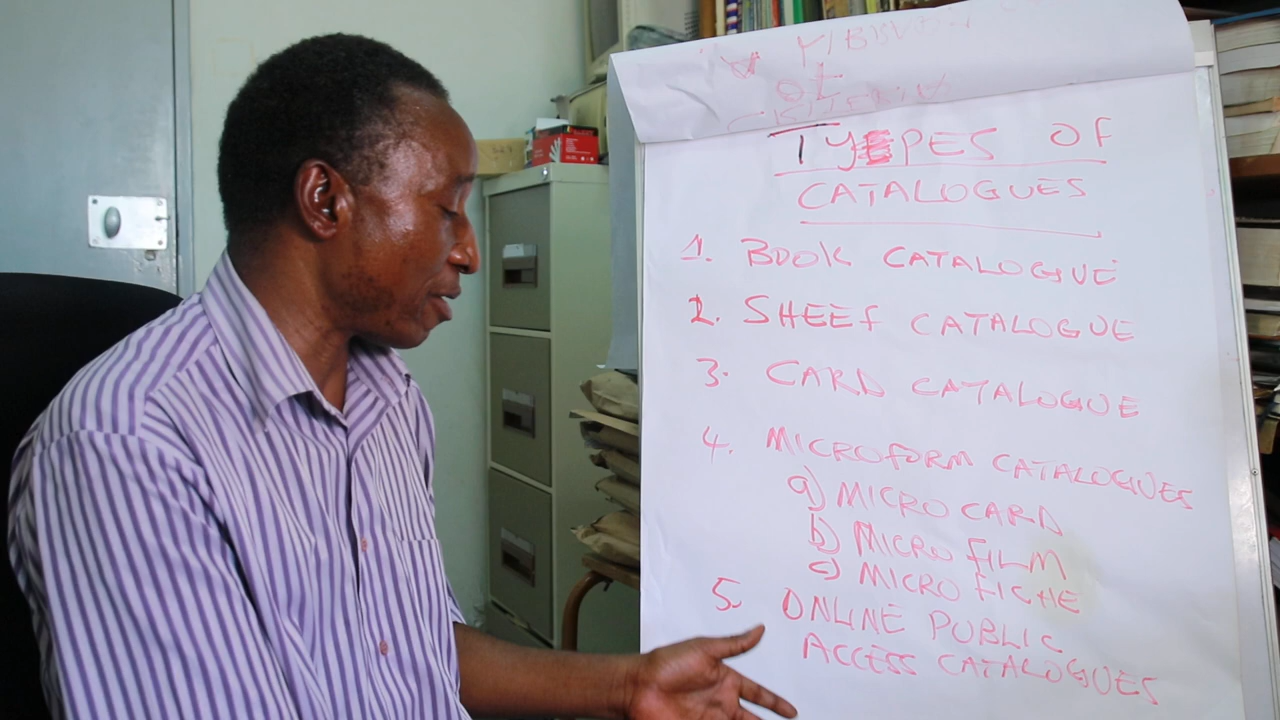 TYPES OF
CATALOGUES
1. BOOK CATALOGUE
2. SHEEF CATALOGUE
3. CARD CATALOGUE
4. MICROFORM CATALOGUES
a) MICRO CARD
b) MICRO FILM
c) MICRO FICHE
5. ONLINE PUBLIC
ACCESS CATALOGUES